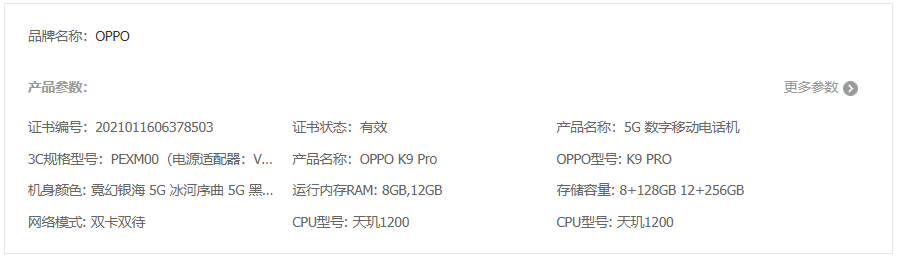 品牌名称：OPPO
产品参数：
更多参数
证书编号：2021011606378503 证书状态：有效 产品名称：5G 数字移动电话机
3C规格型号：PEXM00（电源适配器：V... 产品名称：OPPO K9 Pro OPPO型号: K9 PRO
机身颜色: 霓幻银海 5G 冰河序曲 5G 黑... 运行内存RAM: 8GB,12GB 存储容量: 8+128GB 12+256GB
网络模式: 双卡双待 CPU型号: 天玑1200 CPU型号: 天玑1200